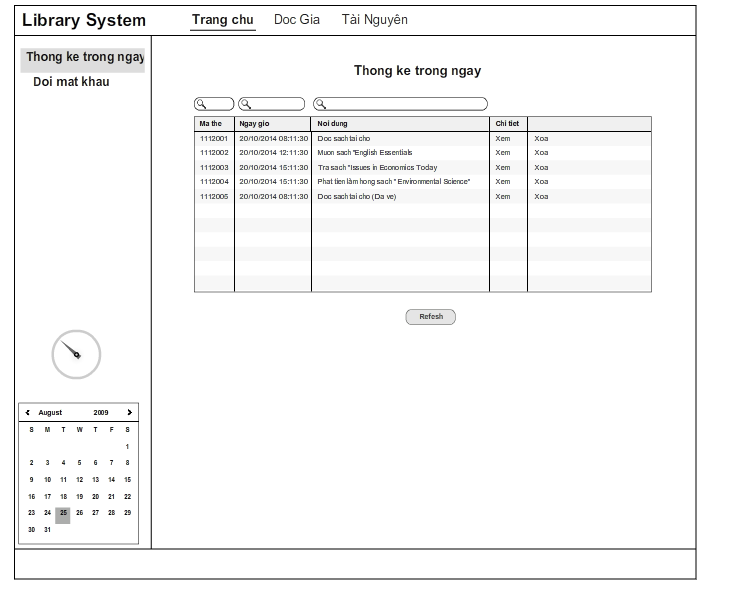 Library System Trang chu Doc Gia Tài Nguyên
Thong ke trong ngay
Doi mat khau
Thong ke trong ngay
Ma the Ngay gio Noi dung Chi tiet
1112001 20/10/2014 08:11:30 Doc sach tai cho Xem Xoa
1112002 20/10/2014 12:11:30 Muon sach "English Essentials Xem Xoa
1112003 20/10/2014 15:11:30 Tra sach "Issues in Economics Today Xem Xoa
1112004 20/10/2014 15:11:30 Phat tien làm hong sach " Environmental Science" Xem Xoa
1112005 20/10/2014 08:11:30 Doc sach tai cho (Da ve) Xem Xoa
Refesh
August 2009
S M T W T F S
1
2 3 4 5 6 7 8
9 10 11 12 13 14 15
16 17 18 19 20 21 22
23 24 25 26 27 28 29
30 31